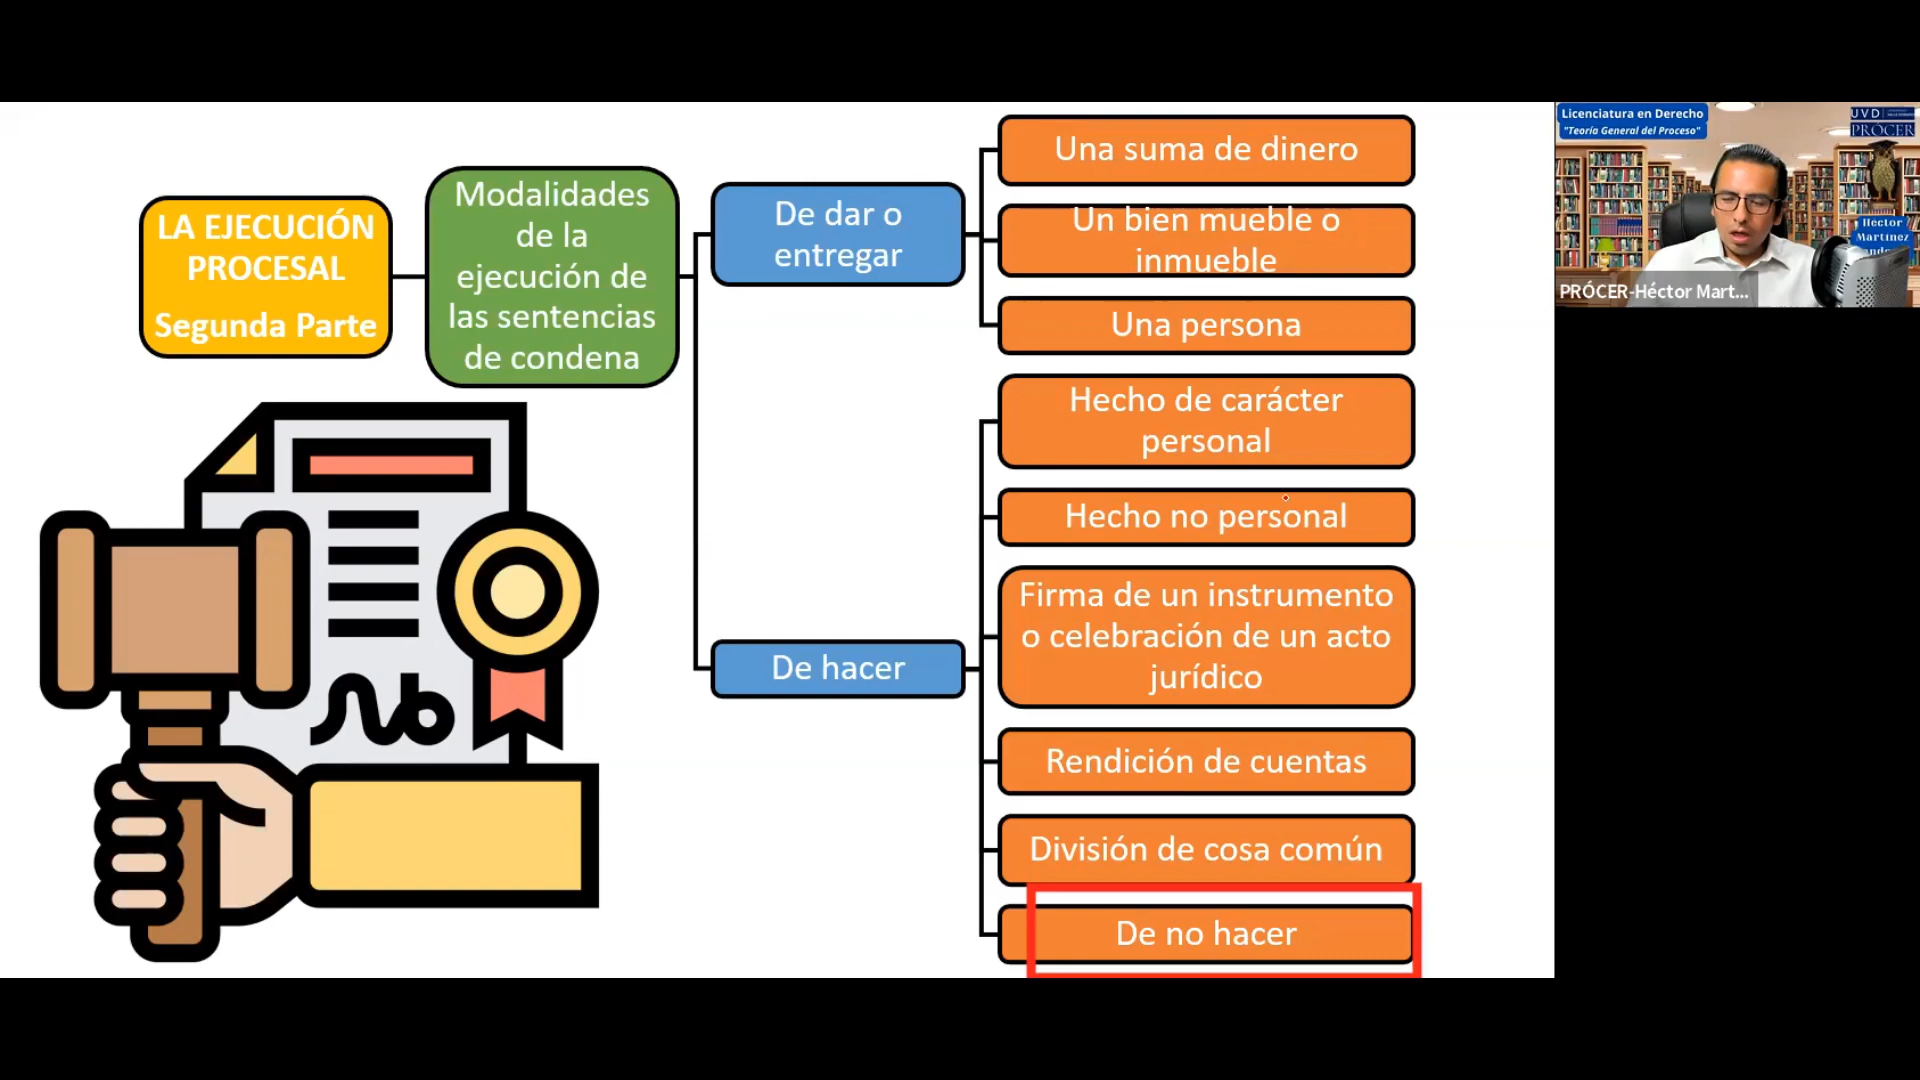 LA EJECUCIÓN
PROCESAL
Segunda Parte
Modalidades
de la
ejecución de
las sentencias
de condena
De dar o
entregar
Una suma de dinero
Un bien mueble o
inmueble
Una persona
De hacer
Hecho de carácter
personal
Hecho no personal
Firma de un instrumento
o celebración de un acto
jurídico
Rendición de cuentas
División de cosa común
De no hacer
Licenciatura en Derecho
"Teoría General del Proceso"
UVD
PRÓCER
Héctor
Martínez
PRÓCER-Héctor Mart...